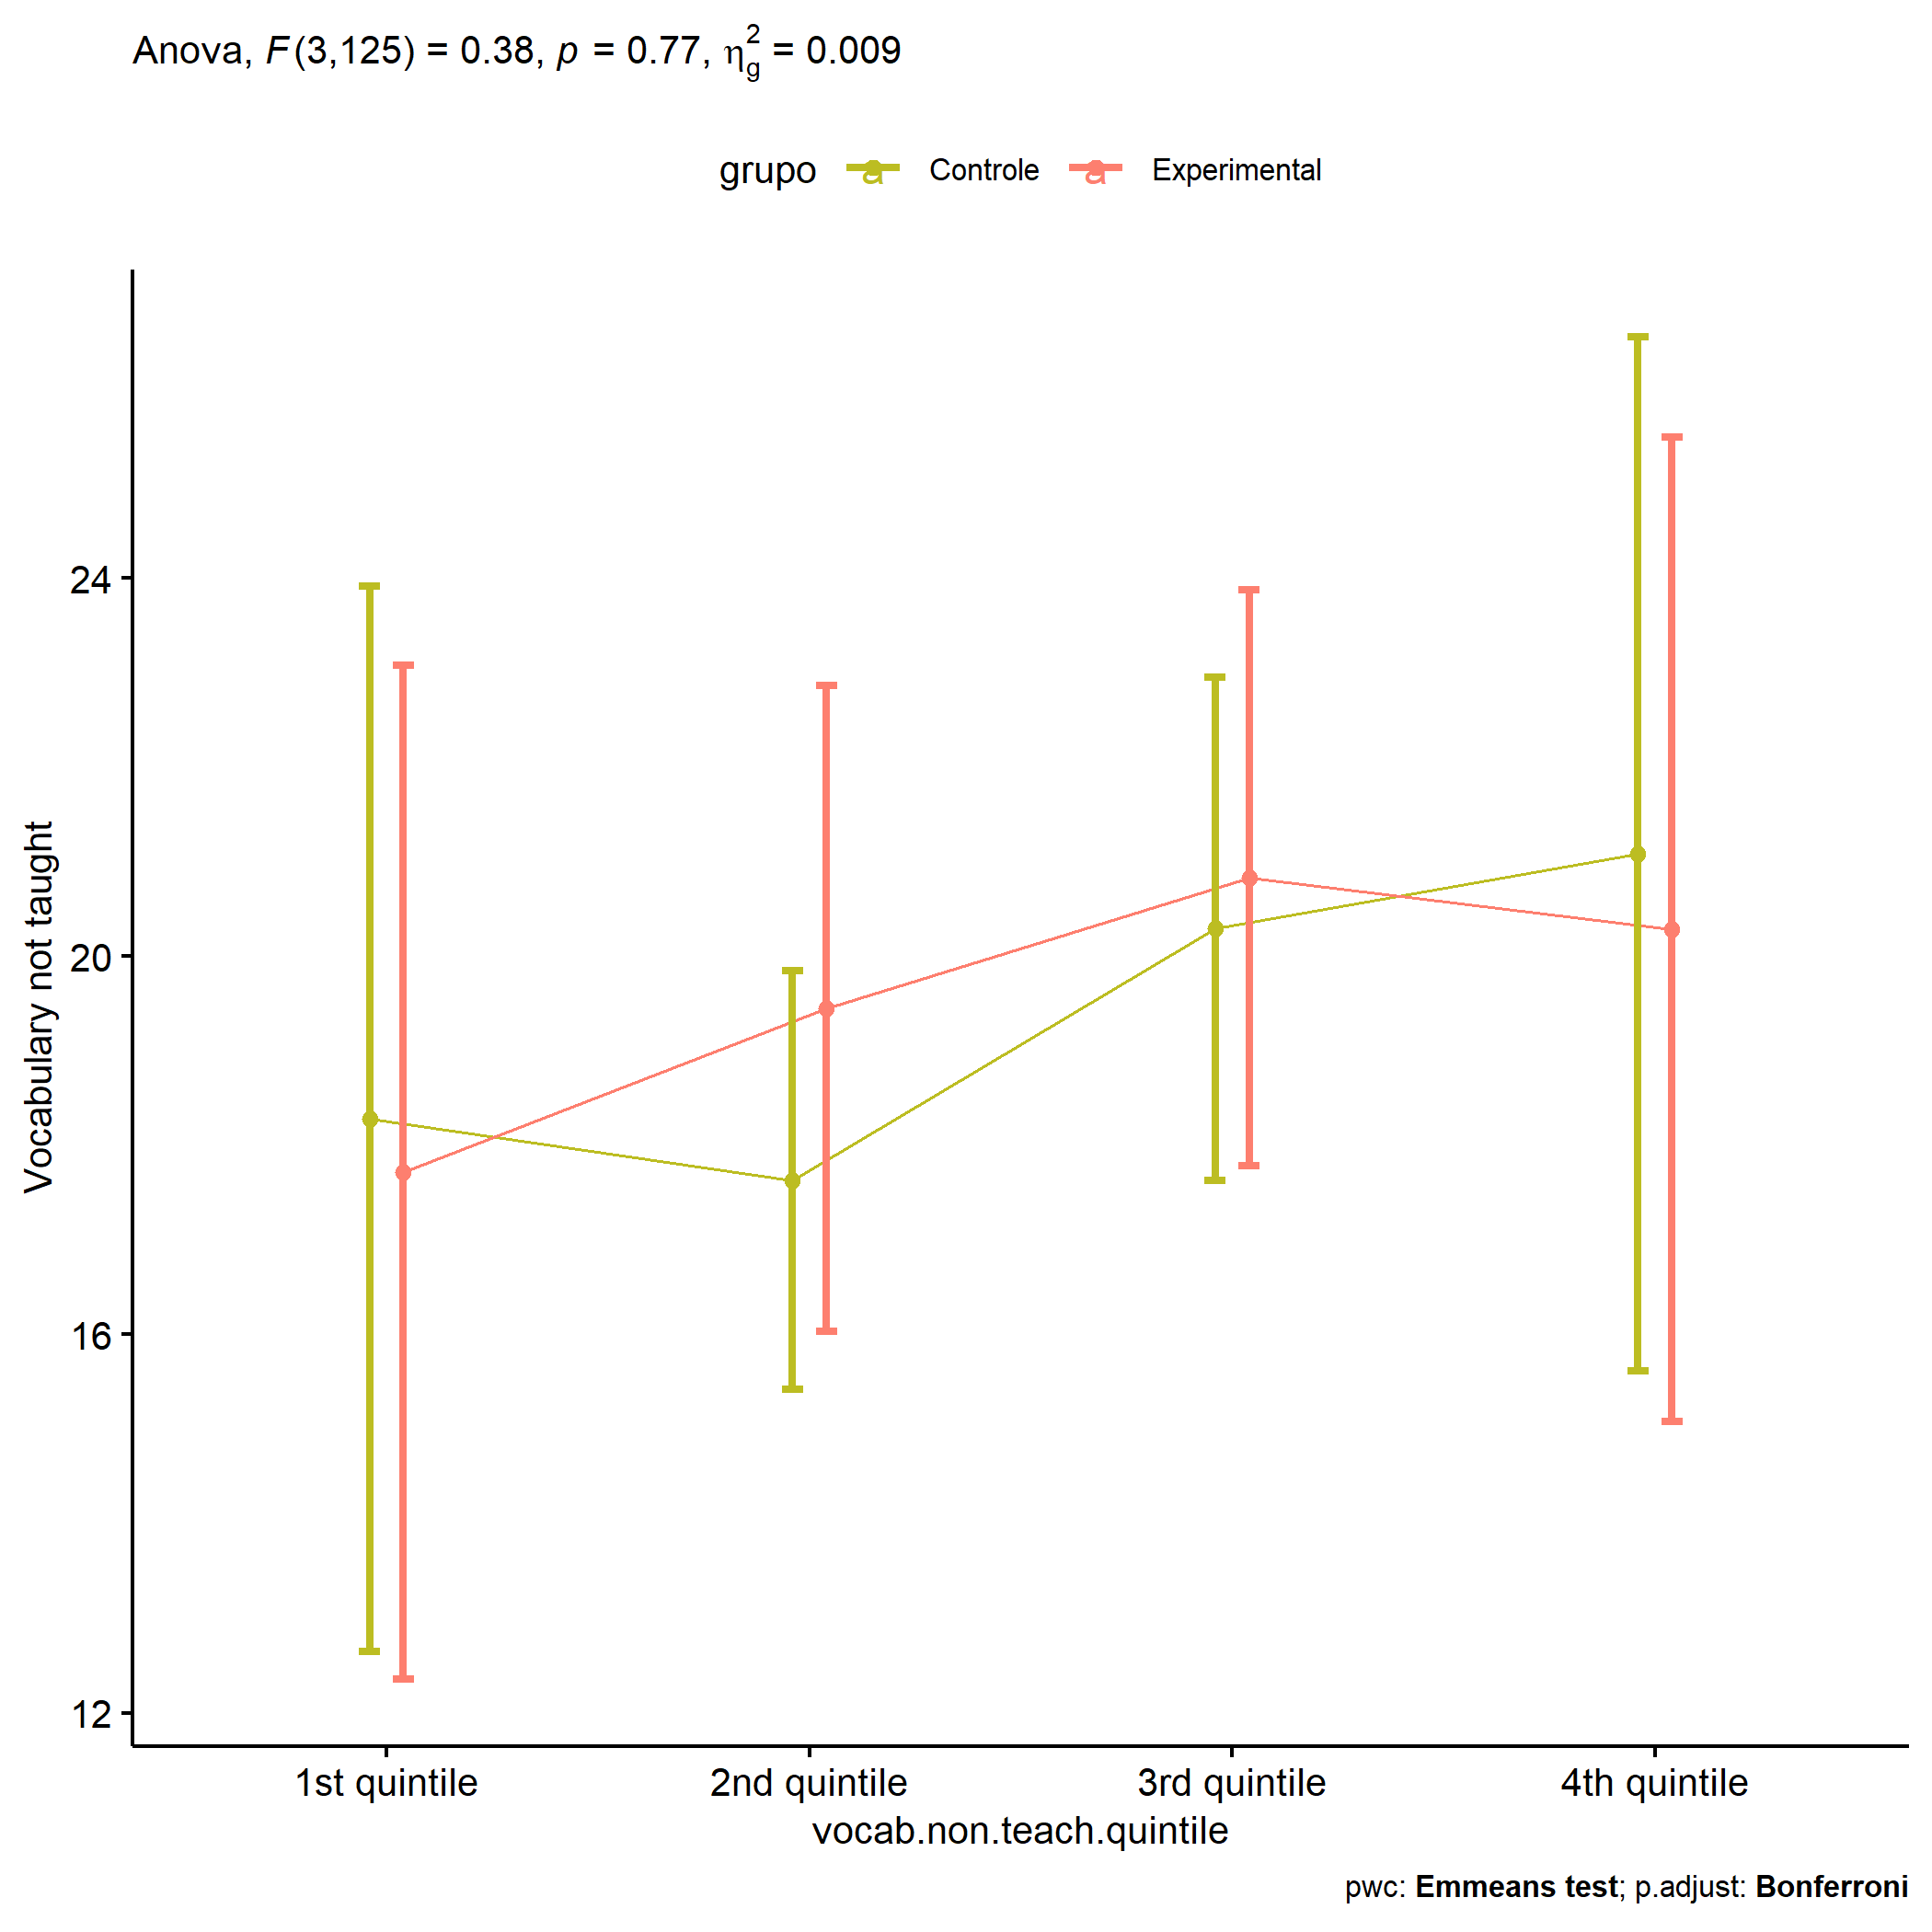 Anova, F(3,125) = 0.38, p = 0.77, η²g = 0.009
grupo a Controle a Experimental
24
20
16
12
Vocabulary not taught
1st quintile 2nd quintile 3rd quintile 4th quintile
vocab.non.teach.quintile
pwc: Emmeans test; p.adjust: Bonferroni